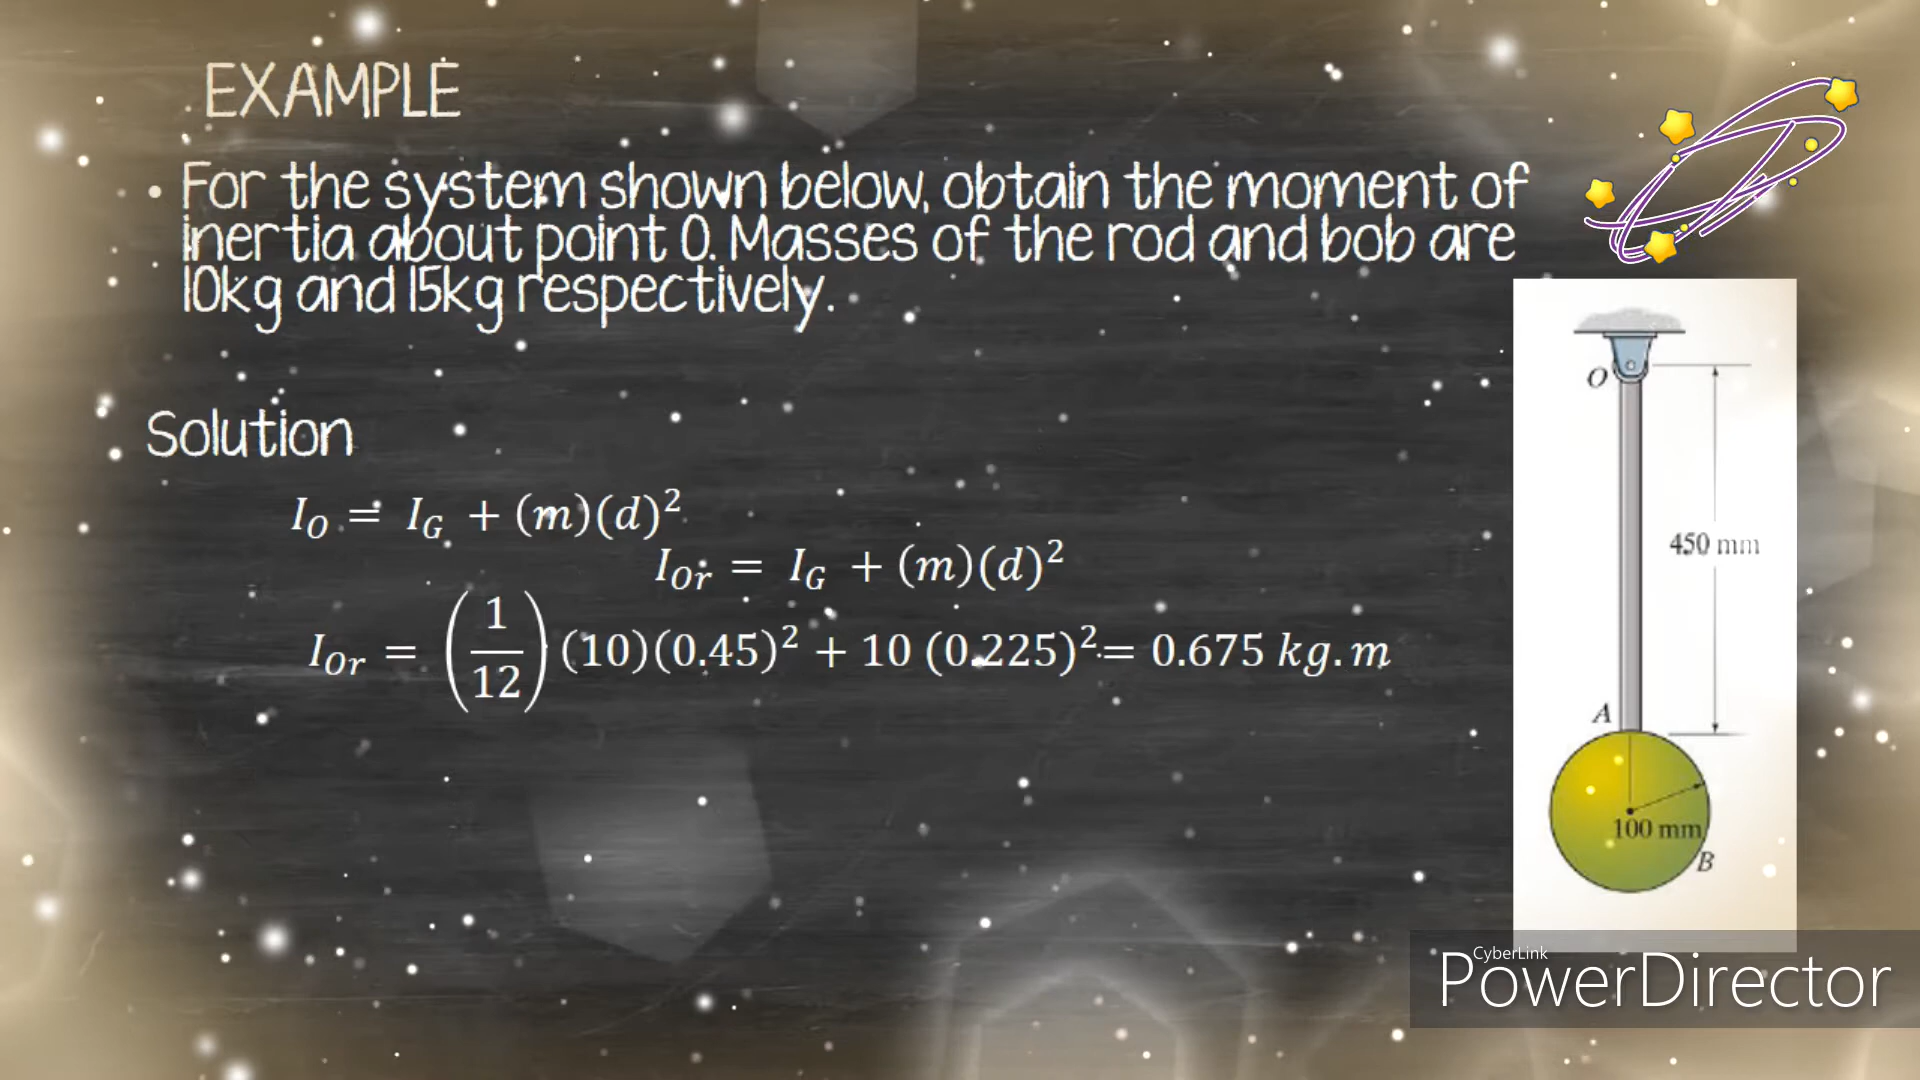 EXAMPLE
• For the system shown below, obtain the moment of
inertia about point O. Masses of the rod and bob are
10kg and 15kg respectively.
Solution
I_O = I_G + (m)(d)²
I_Or = I_G + (m)(d)²
I_Or = (1/12) (10)(0.45)² + 10 (0.225)² = 0.675 kg.m
O
450 mm
A
100 mm
B
CyberLink
PowerDirector